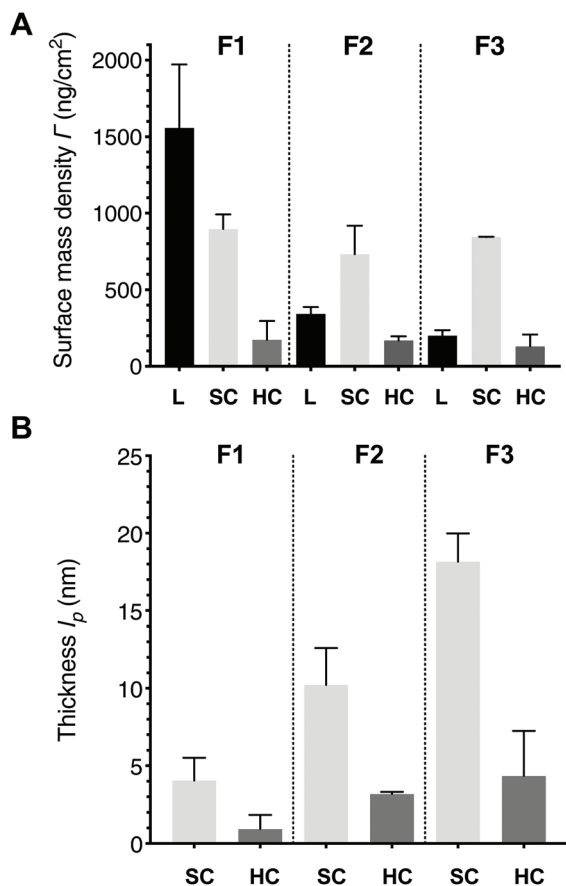 A
F1 F2 F3
Surface mass density Γ (ng/cm²)
2000
1500
1000
500
0
L SC HC L SC HC L SC HC
B
F1 F2 F3
Thickness lₚ (nm)
25
20
15
10
5
0
SC HC SC HC SC HC